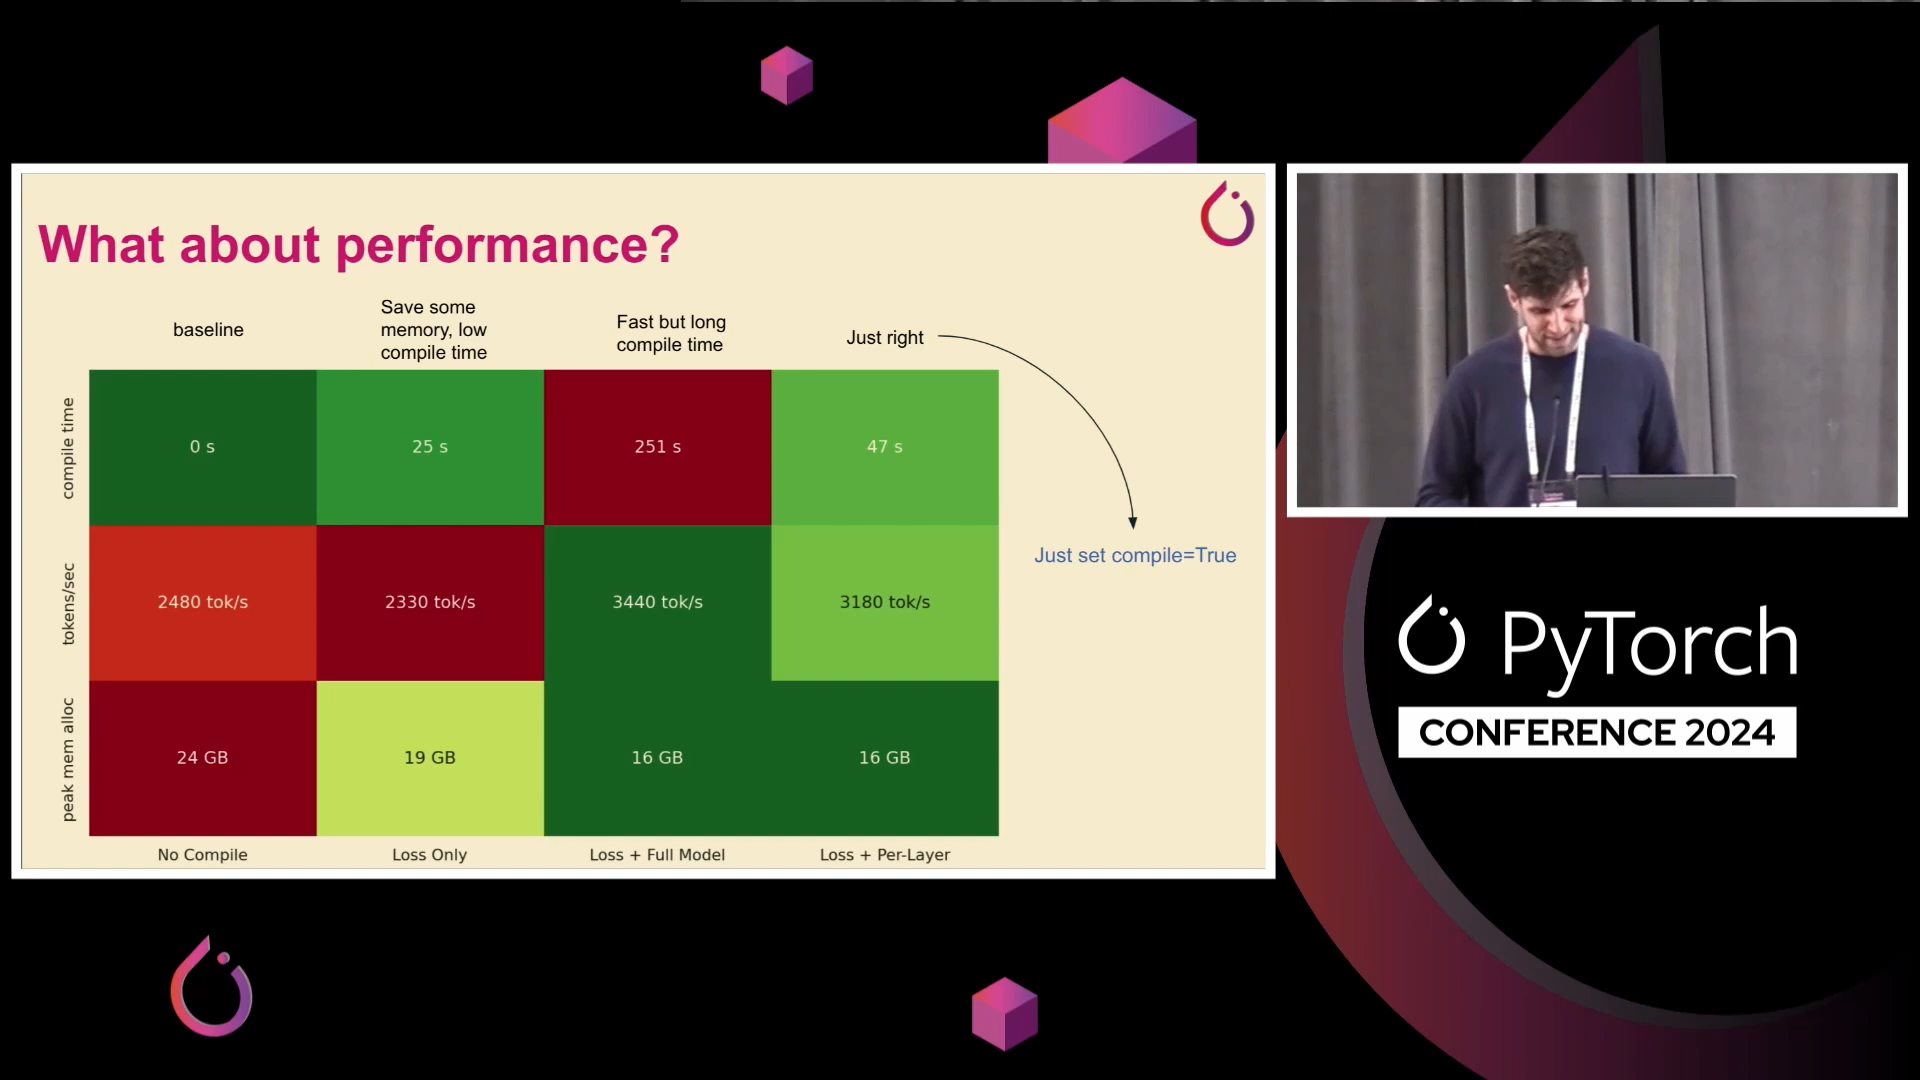 What about performance?
baseline
Save some
memory, low
compile time
Fast but long
compile time
Just right
compile time
0 s
25 s
251 s
47 s
Just set compile=True
tokens/sec
2480 tok/s
2330 tok/s
3440 tok/s
3180 tok/s
peak mem alloc
24 GB
19 GB
16 GB
16 GB
No Compile
Loss Only
Loss + Full Model
Loss + Per-Layer
PyTorch
CONFERENCE 2024